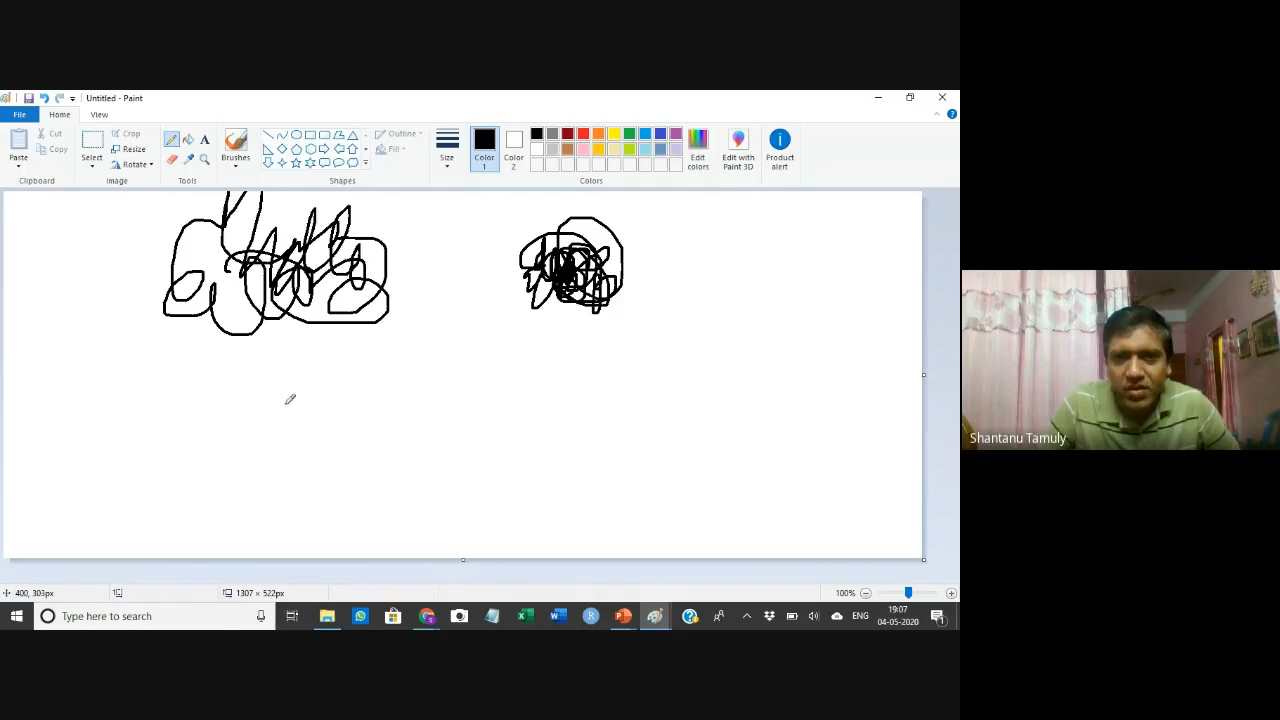 Untitled - Paint
File Home View
Paste
Cut
Copy
Clipboard
Select
Crop
Resize
Rotate
Image
Tools
Brushes
Outline
Fill
Shapes
Size
Color 1
Color 2
Edit colors
Colors
Edit with Paint 3D
Product alert
Shantanu Tamuly
400, 303px
1307 × 522px
100%
Type here to search
ENG
19:07
04-05-2020